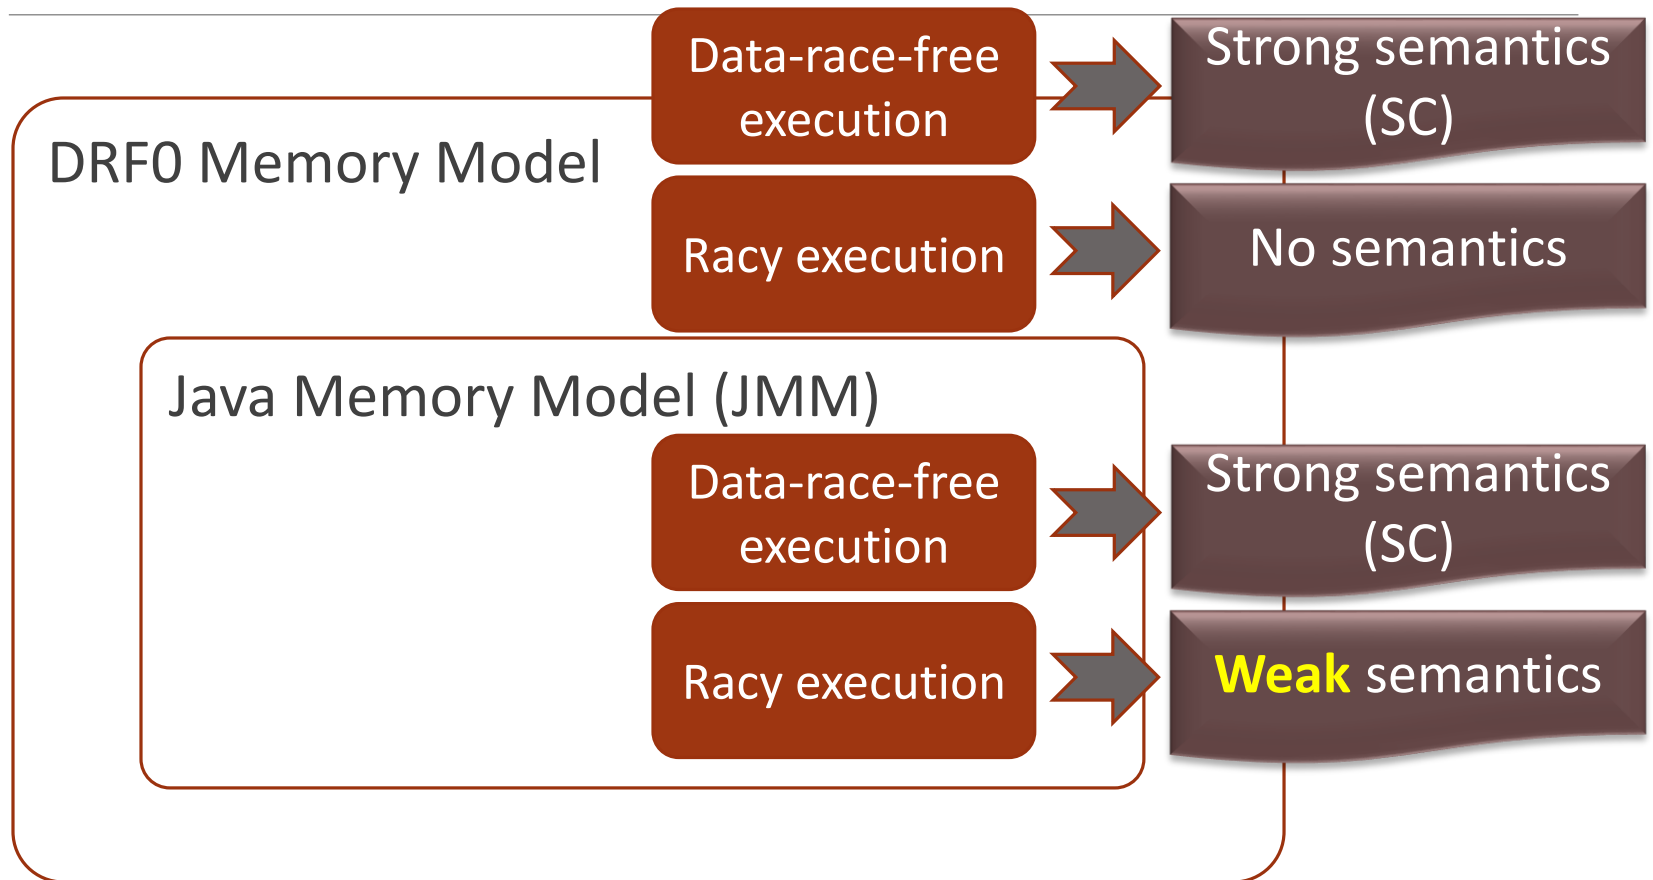 Data-race-free
execution
Strong semantics
(SC)
DRF0 Memory Model
Racy execution
No semantics
Java Memory Model (JMM)
Data-race-free
execution
Strong semantics
(SC)
Racy execution
Weak semantics